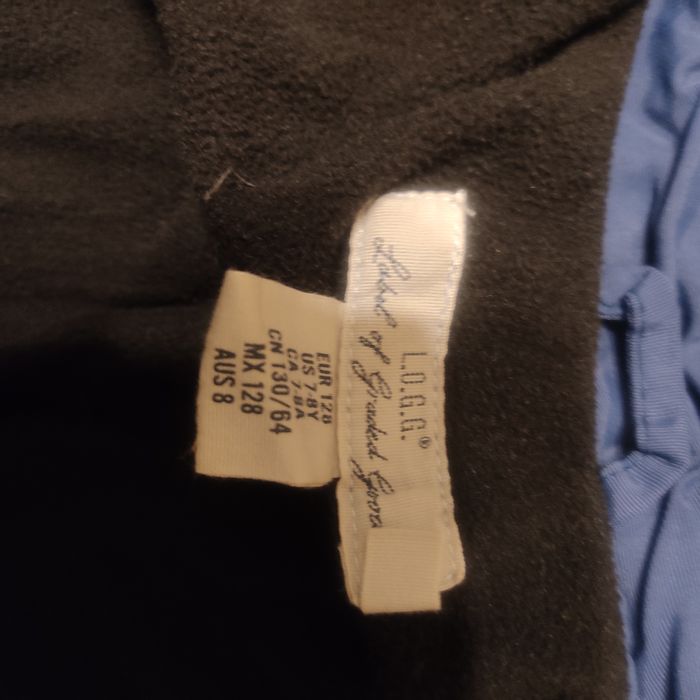 L.O.G.G.®
Label of Graded Goods
EUR 128
US 7-8Y
CA 7-8A
CN 130/64
MX 128
AUS 8